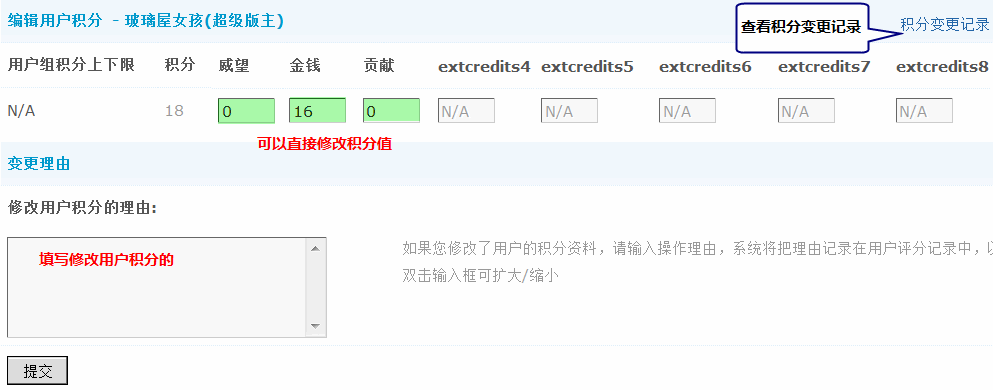 编辑用户积分 - 玻璃屋女孩(超级版主)
查看积分变更记录
积分变更记录
用户组积分上下限 积分 威望 金钱 贡献 extcredits4 extcredits5 extcredits6 extcredits7 extcredits8
N/A 18 0 16 0 N/A N/A N/A N/A N/A
可以直接修改积分值
变更理由
修改用户积分的理由:
填写修改用户积分的
如果您修改了用户的积分资料，请输入操作理由，系统将把理由记录在用户评分记录中，以
双击输入框可扩大/缩小
提交